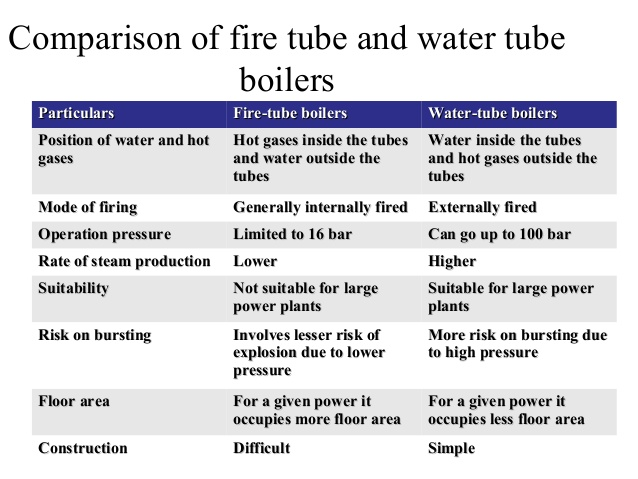 Comparison of fire tube and water tube
boilers
Particulars Fire-tube boilers Water-tube boilers
Position of water and hot gases Hot gases inside the tubes and water outside the tubes Water inside the tubes and hot gases outside the tubes
Mode of firing Generally internally fired Externally fired
Operation pressure Limited to 16 bar Can go up to 100 bar
Rate of steam production Lower Higher
Suitability Not suitable for large power plants Suitable for large power plants
Risk on bursting Involves lesser risk of explosion due to lower pressure More risk on bursting due to high pressure
Floor area For a given power it occupies more floor area For a given power it occupies less floor area
Construction Difficult Simple